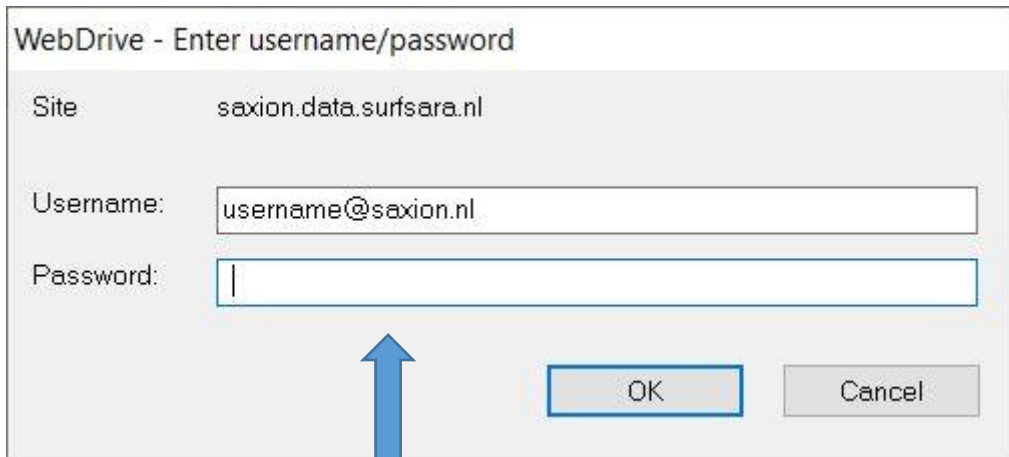 WebDrive - Enter username/password
Site saxion.data.surfsara.nl
Username: username@saxion.nl
Password:
OK Cancel